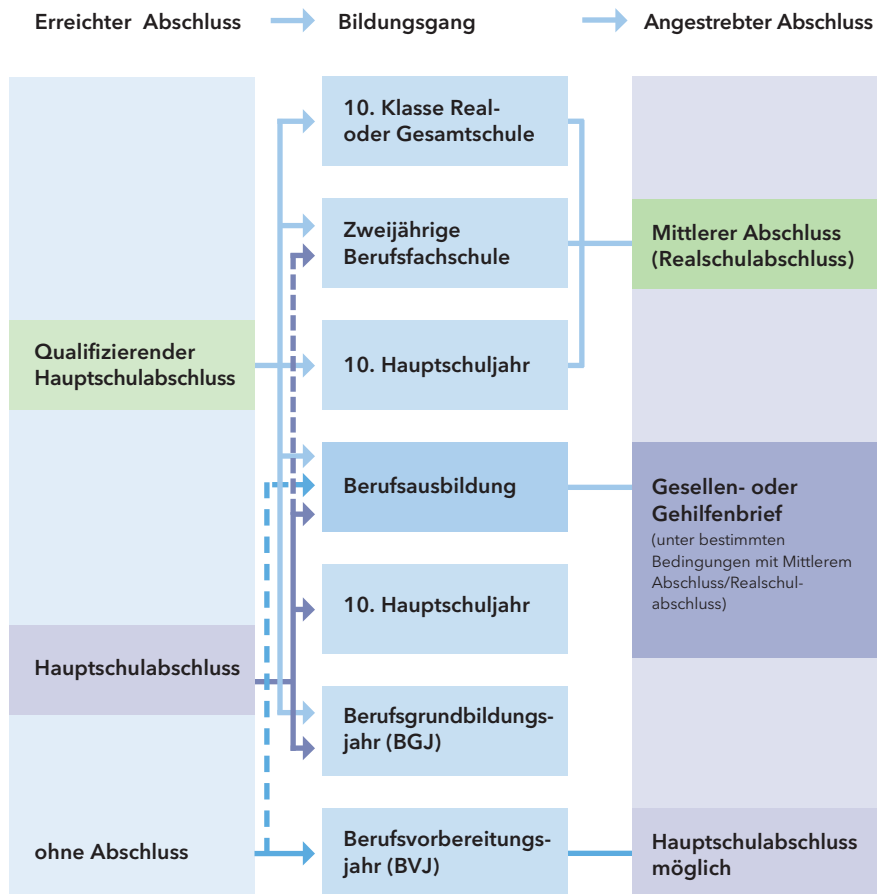 Erreichter Abschluss
Bildungsgang
Angestrebter Abschluss
10. Klasse Real-
oder Gesamtschule
Zweijährige
Berufsfachschule
Mittlerer Abschluss
(Realschulabschluss)
Qualifizierender
Hauptschulabschluss
10. Hauptschuljahr
Berufsausbildung
Gesellen- oder
Gehilfenbrief
(unter bestimmten
Bedingungen mit Mittlerem
Abschluss/Realschul-
abschluss)
10. Hauptschuljahr
Hauptschulabschluss
Berufsgrundbildungs-
jahr (BGJ)
ohne Abschluss
Berufsvorbereitungs-
jahr (BVJ)
Hauptschulabschluss
möglich